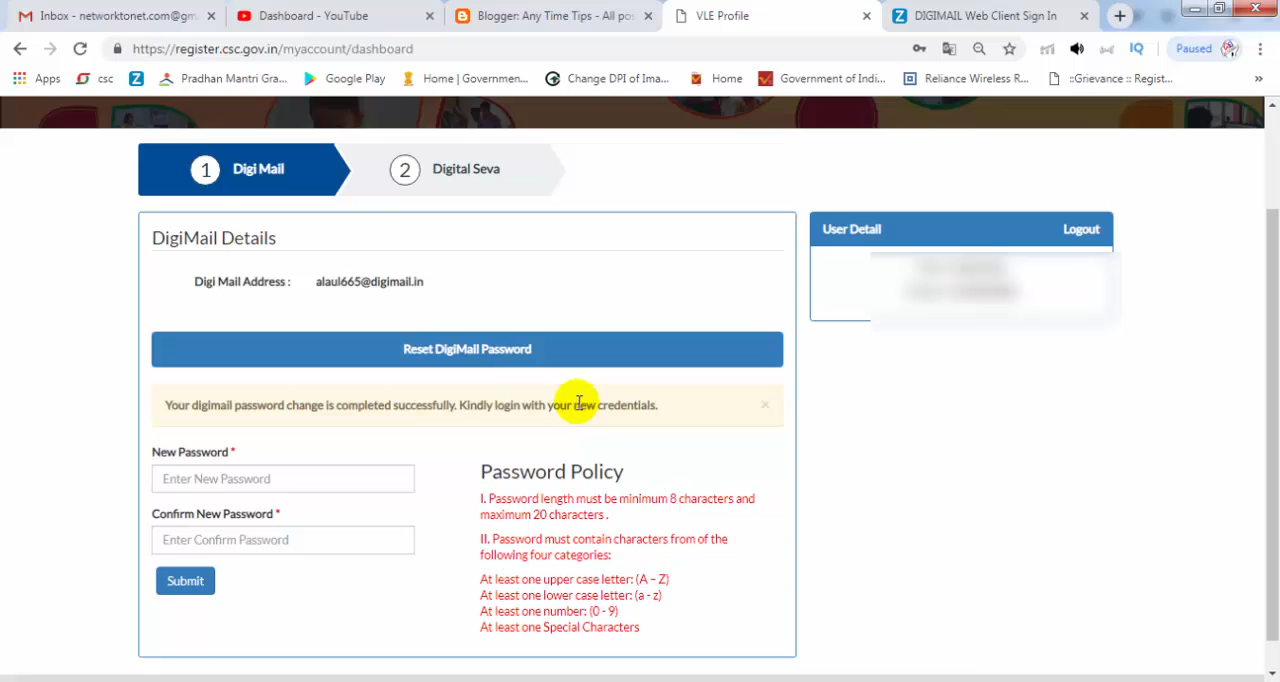 Inbox - networktonet.com@gm
Dashboard - YouTube
Blogger: Any Time Tips - All pos
VLE Profile
DIGIMAIL Web Client Sign In
https://register.csc.gov.in/myaccount/dashboard
IQ
Paused
Apps
csc
Pradhan Mantri Gra...
Google Play
Home | Governmen...
Change DPI of Ima...
Home
Government of Indi...
Reliance Wireless R...
::Grievance :: Regist...
»
1 Digi Mail
2 Digital Seva
DigiMail Details
Digi Mail Address : alaul665@digimail.in
Reset DigiMail Password
Your digimail password change is completed successfully. Kindly login with your new credentials.
New Password *
Enter New Password
Confirm New Password *
Enter Confirm Password
Submit
Password Policy
I. Password length must be minimum 8 characters and
maximum 20 characters .
II. Password must contain characters from of the
following four categories:
At least one upper case letter: (A – Z)
At least one lower case letter: (a - z)
At least one number: (0 - 9)
At least one Special Characters
User Detail
Logout